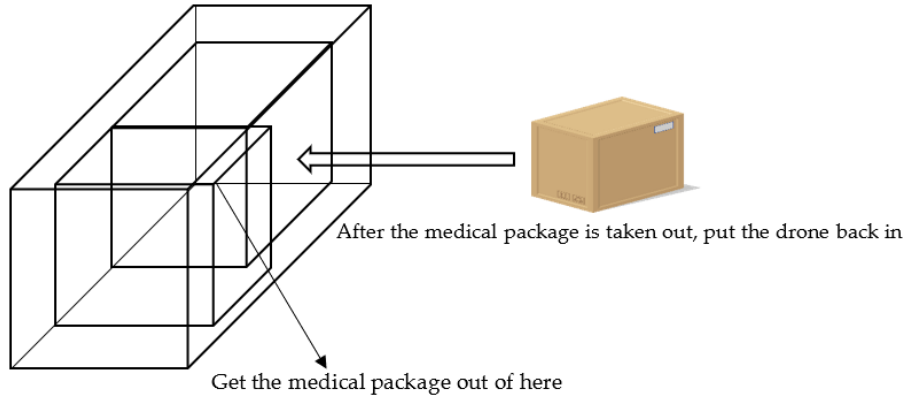 After the medical package is taken out, put the drone back in
Get the medical package out of here